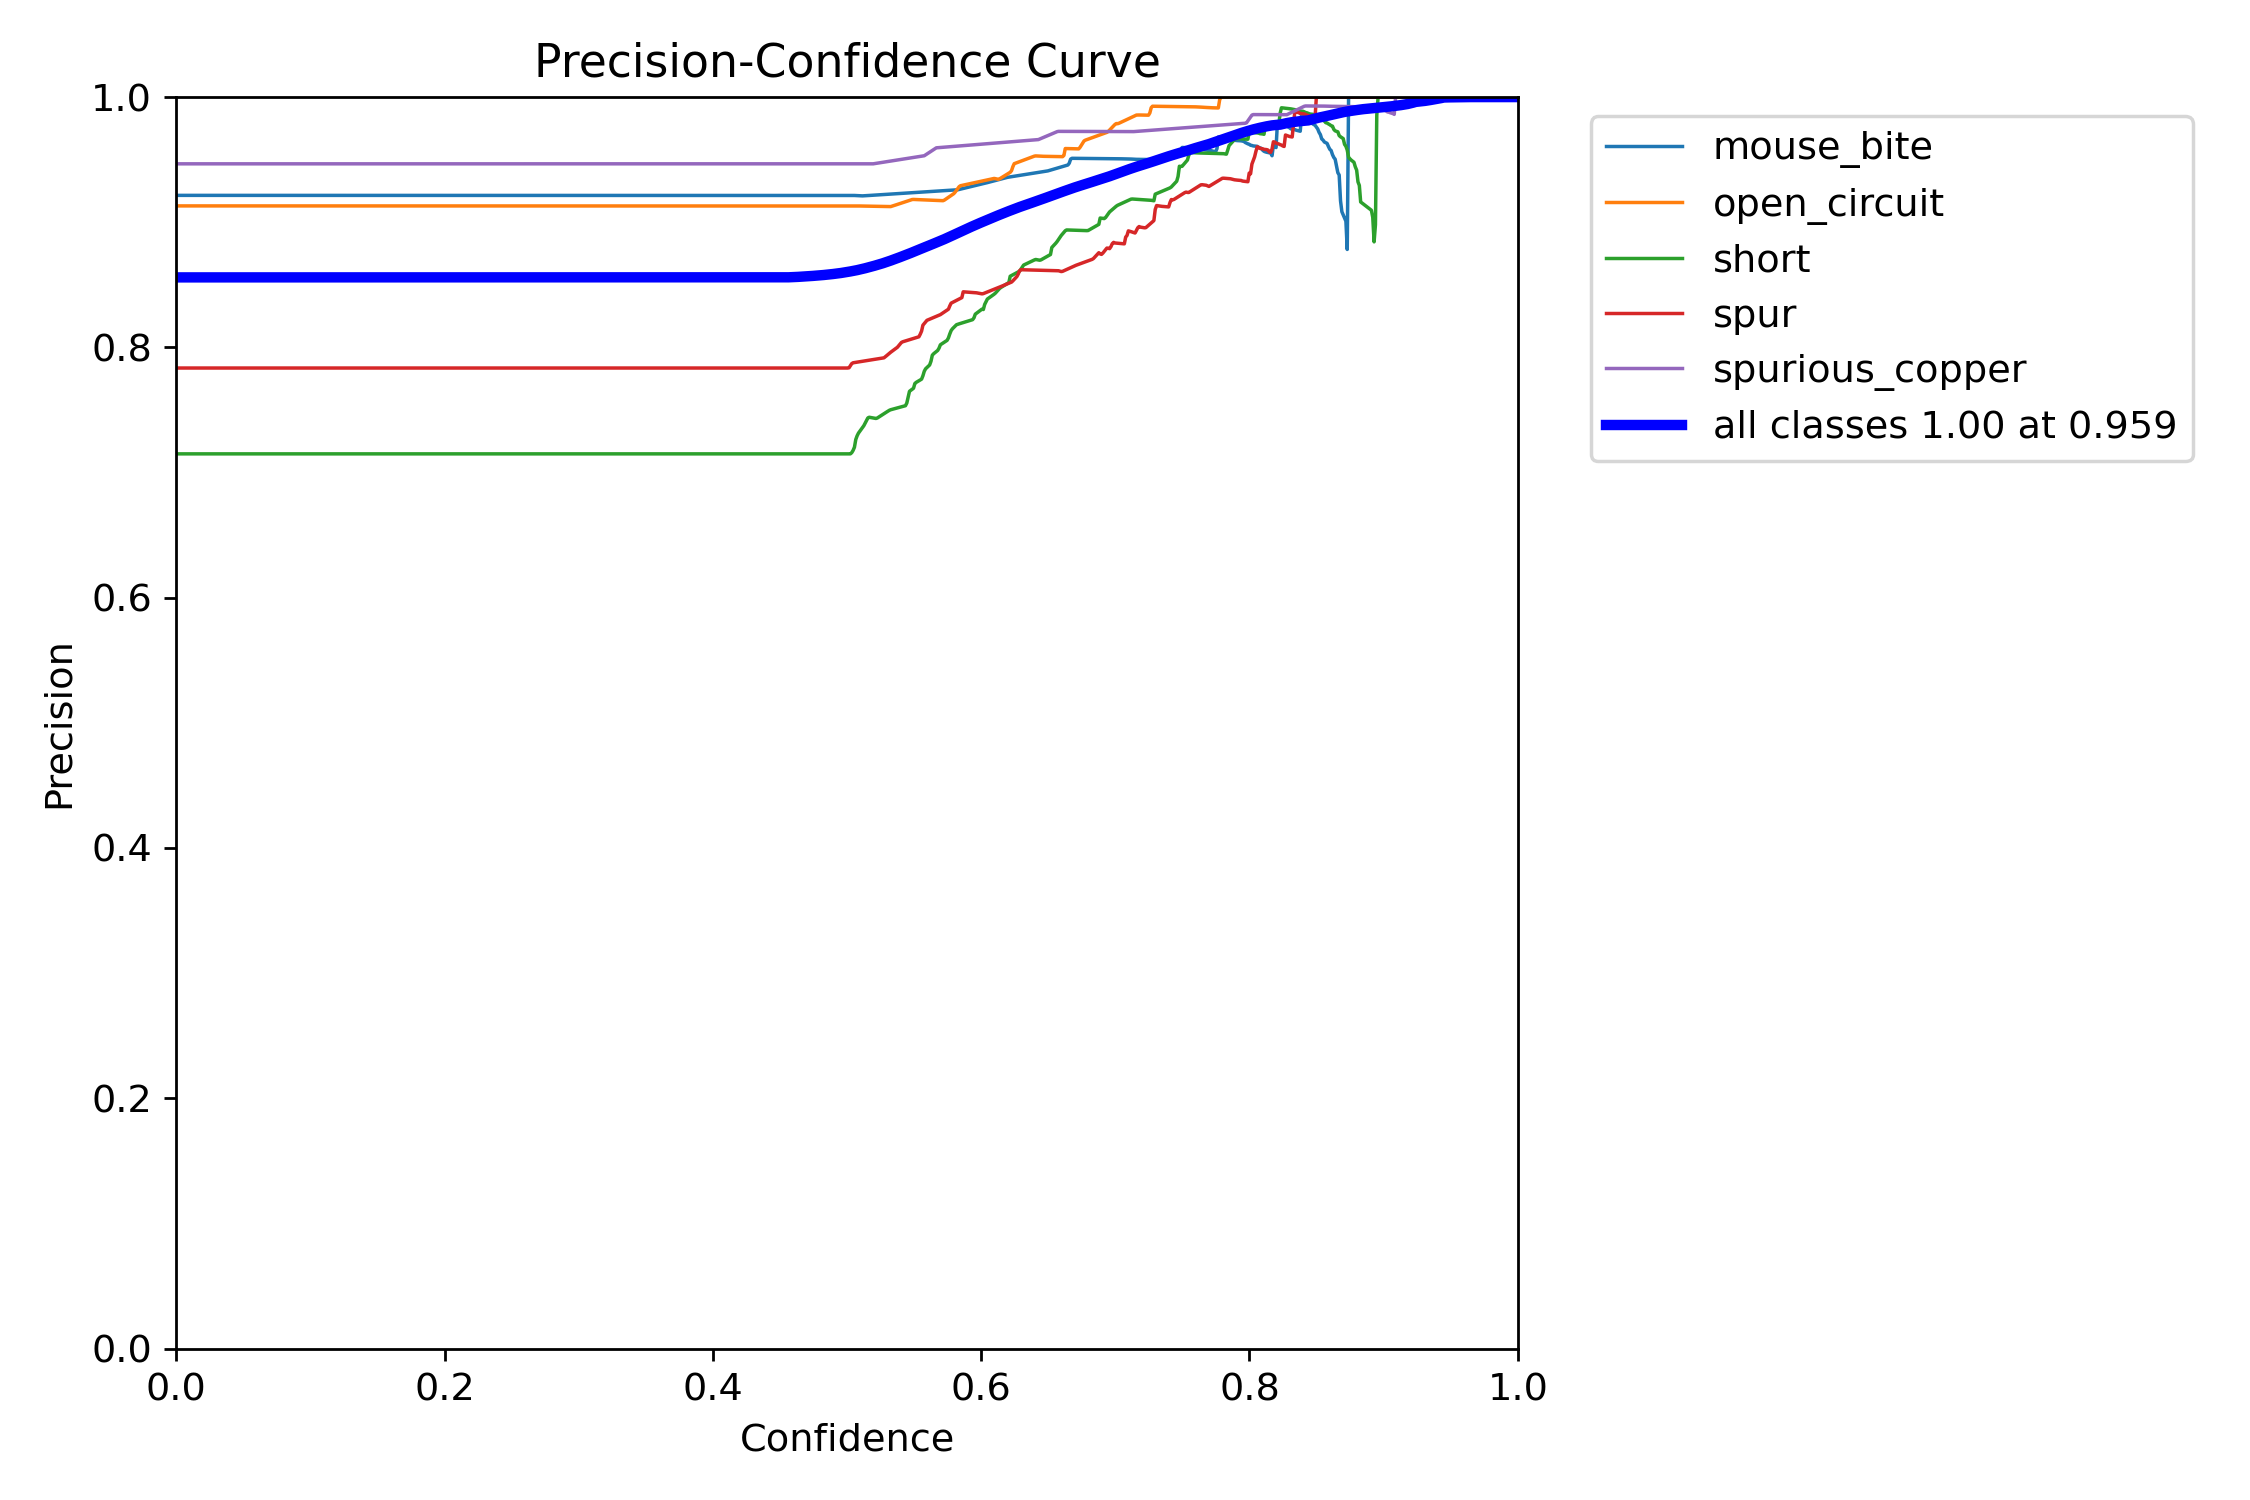 Precision-Confidence Curve
1.0
0.8
0.6
0.4
0.2
0.0
Precision
0.0 0.2 0.4 0.6 0.8 1.0
Confidence
mouse_bite
open_circuit
short
spur
spurious_copper
all classes 1.00 at 0.959